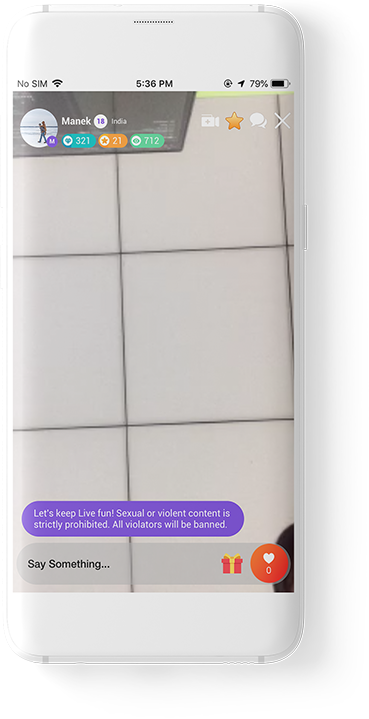 No SIM 5:36 PM 79%
Manek 18 India
M 321 21 712
Let's keep Live fun! Sexual or violent content is
strictly prohibited. All violators will be banned.
Say Something...
0